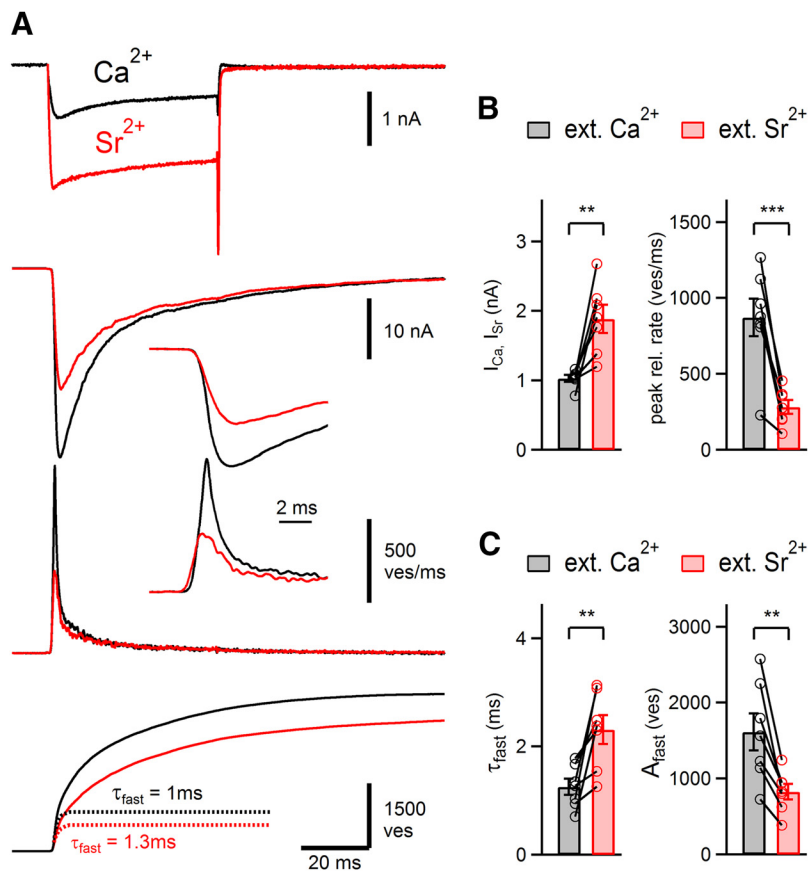 A
Ca2+
Sr2+
1 nA
10 nA
2 ms
500
ves/ms
τfast = 1ms
τfast = 1.3ms
1500
ves
20 ms
B
ext. Ca2+
ext. Sr2+
ICa, ISr (nA)
3
2
1
0
**
peak rel. rate (ves/ms)
1500
1000
500
0
***
C
ext. Ca2+
ext. Sr2+
τfast (ms)
4
2
0
**
Afast (ves)
3000
2000
1000
0
**